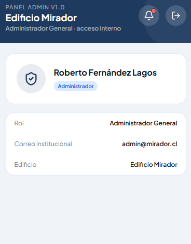 PANEL ADMIN V1.0
Edificio Mirador
Administrador General · acceso interno
Roberto Fernández Lagos
Administrador
Rol Administrador General
Correo institucional admin@mirador.cl
Edificio Edificio Mirador